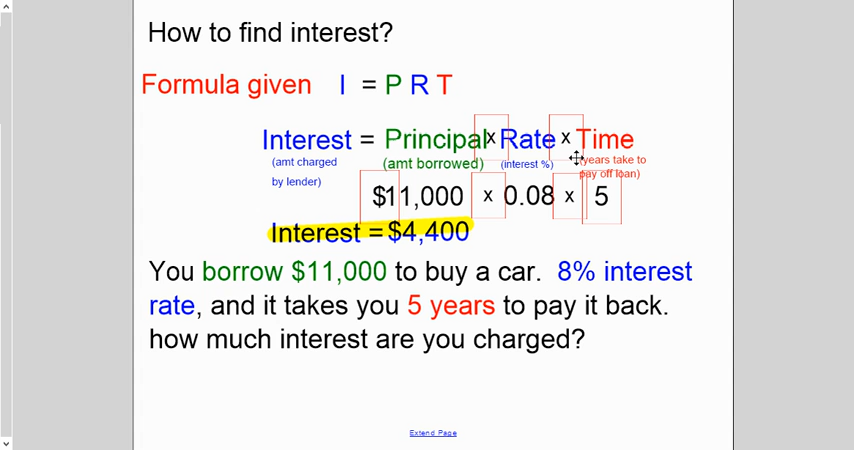 How to find interest?
Formula given I = P R T
Interest = Principal x Rate x Time
(amt charged by lender)
(amt borrowed)
(interest %)
(years take to pay off loan)
$11,000 x 0.08 x 5
Interest = $4,400
You borrow $11,000 to buy a car. 8% interest
rate, and it takes you 5 years to pay it back.
how much interest are you charged?
Extend Page